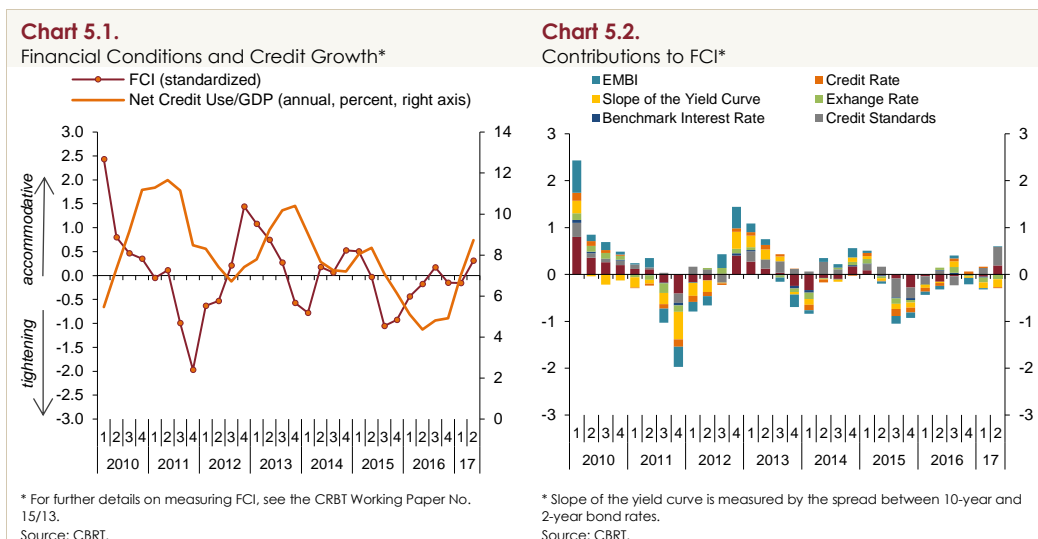 Chart 5.1.
Financial Conditions and Credit Growth*
FCI (standardized)
Net Credit Use/GDP (annual, percent, right axis)
3.0
2.5
2.0
1.5
1.0
0.5
0.0
-0.5
-1.0
-1.5
-2.0
-2.5
-3.0
accommodative
tightening
14
12
10
8
6
4
2
0
1 2 3 4 1 2 3 4 1 2 3 4 1 2 3 4 1 2 3 4 1 2 3 4 1 2 3 4 1 2
2010 2011 2012 2013 2014 2015 2016 17
* For further details on measuring FCI, see the CRBT Working Paper No.
15/13.
Source: CBRT.
Chart 5.2.
Contributions to FCI*
EMBI
Credit Rate
Slope of the Yield Curve
Exhange Rate
Benchmark Interest Rate
Credit Standards
3
2
1
0
-1
-2
-3
3
2
1
0
-1
-2
-3
1 2 3 4 1 2 3 4 1 2 3 4 1 2 3 4 1 2 3 4 1 2 3 4 1 2 3 4 1 2
2010 2011 2012 2013 2014 2015 2016 17
* Slope of the yield curve is measured by the spread between 10-year and
2-year bond rates.
Source: CBRT.